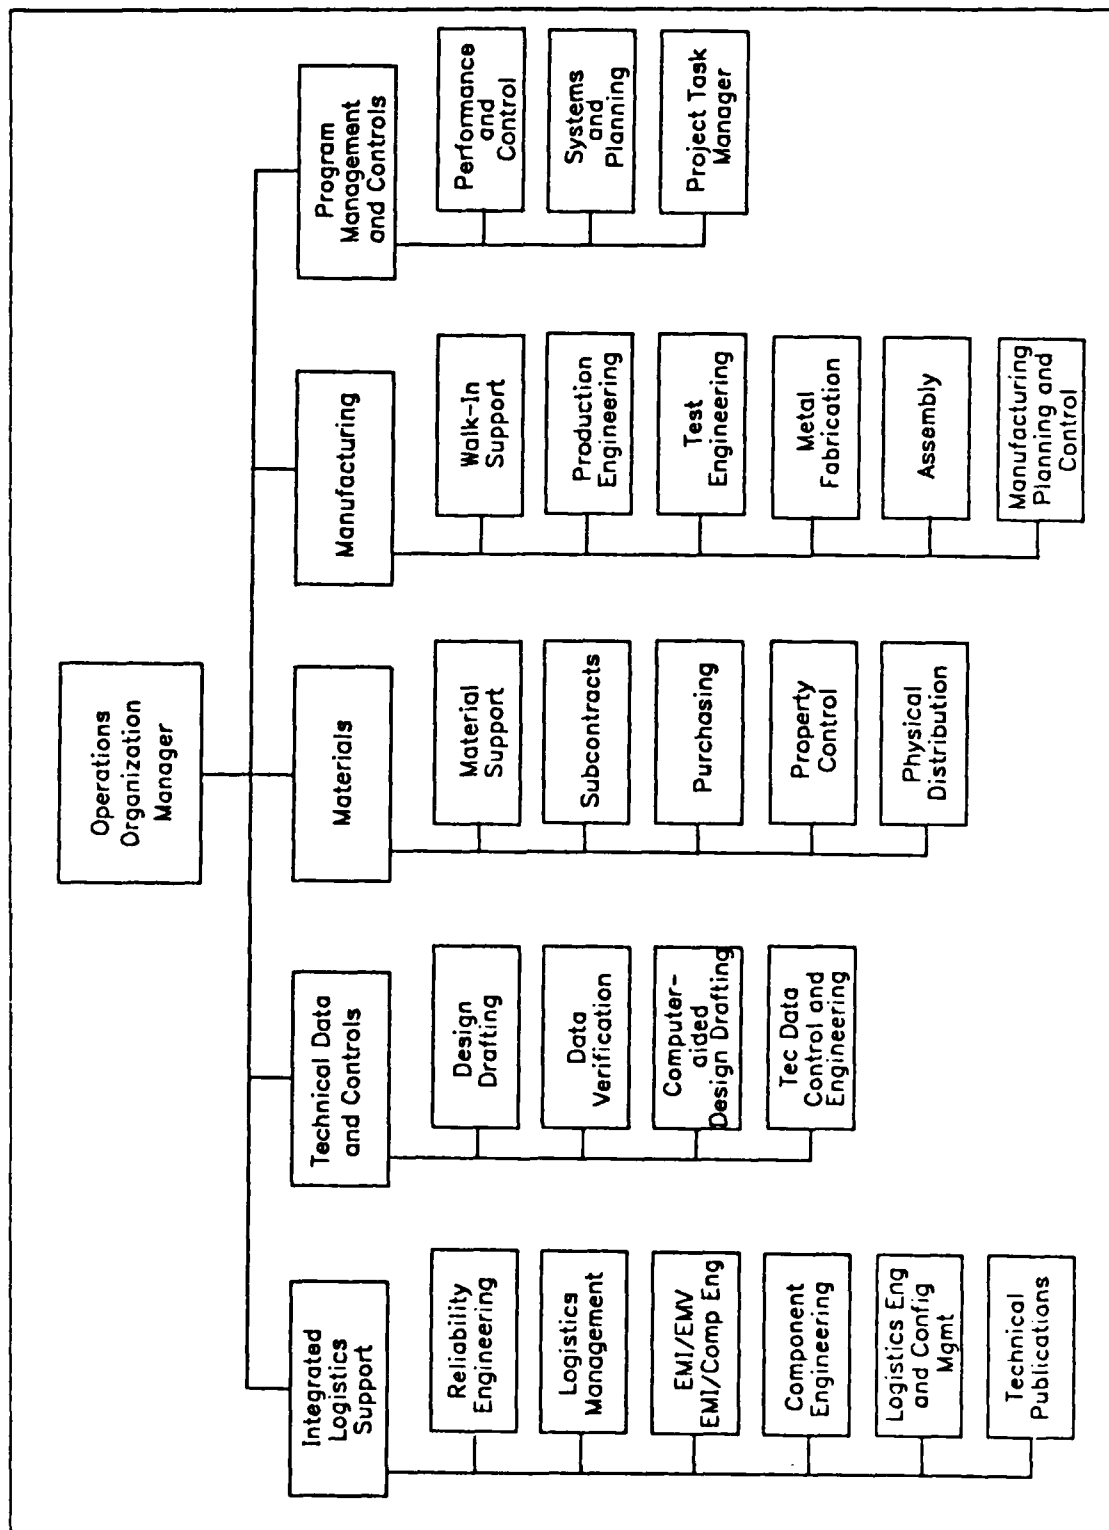 Operations
Organization
Manager
Integrated
Logistics
Support
Reliability
Engineering
Logistics
Management
EMI/EMV
EMI/Comp Eng
Component
Engineering
Logistics Eng
and Config
Mgmt
Technical
Publications
Technical Data
and Controls
Design
Drafting
Data
Verification
Computer-
aided
Design Drafting
Tec Data
Control and
Engineering
Materials
Material
Support
Subcontracts
Purchasing
Property
Control
Physical
Distribution
Manufacturing
Walk-In
Support
Production
Engineering
Test
Engineering
Metal
Fabrication
Assembly
Manufacturing
Planning and
Control
Program
Management
and Controls
Performance
and
Control
Systems
and
Planning
Project Task
Manager